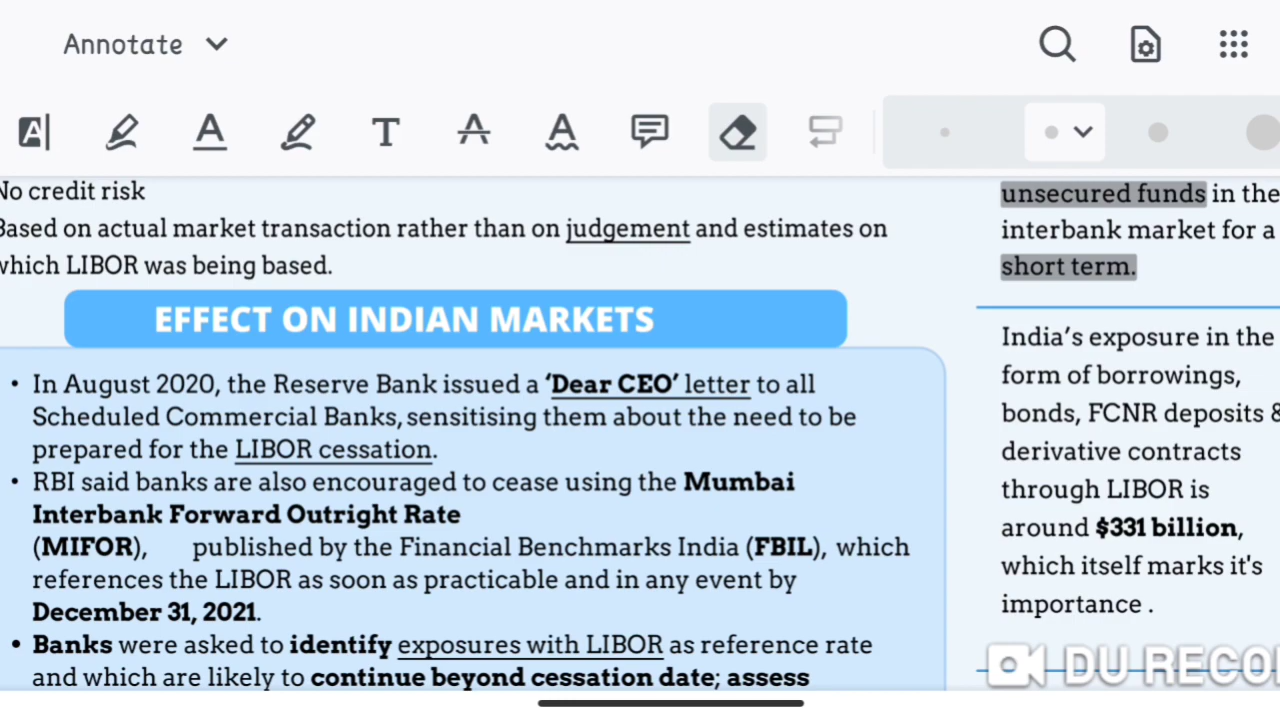 Annotate
No credit risk
Based on actual market transaction rather than on judgement and estimates on
which LIBOR was being based.
EFFECT ON INDIAN MARKETS
• In August 2020, the Reserve Bank issued a ‘Dear CEO’ letter to all
Scheduled Commercial Banks, sensitising them about the need to be
prepared for the LIBOR cessation.
• RBI said banks are also encouraged to cease using the Mumbai
Interbank Forward Outright Rate
(MIFOR), published by the Financial Benchmarks India (FBIL), which
references the LIBOR as soon as practicable and in any event by
December 31, 2021.
• Banks were asked to identify exposures with LIBOR as reference rate
and which are likely to continue beyond cessation date; assess
unsecured funds in the
interbank market for a
short term.
India’s exposure in the
form of borrowings,
bonds, FCNR deposits &
derivative contracts
through LIBOR is
around $331 billion,
which itself marks it's
importance .
DU RECO